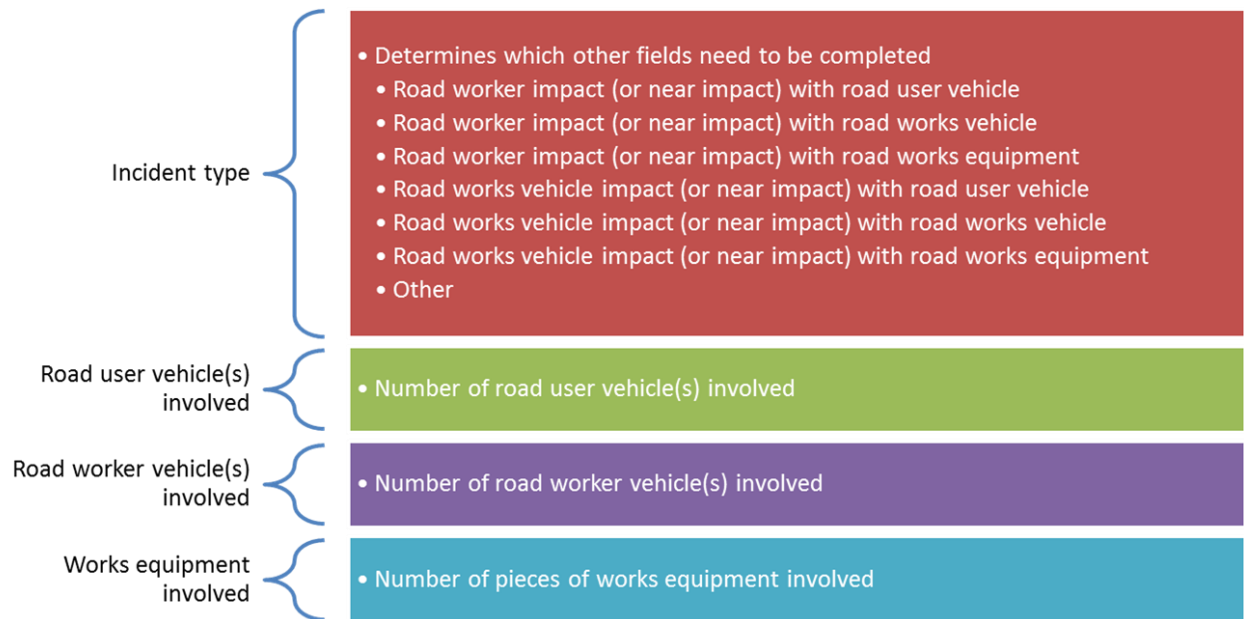 Incident type
• Determines which other fields need to be completed
• Road worker impact (or near impact) with road user vehicle
• Road worker impact (or near impact) with road works vehicle
• Road worker impact (or near impact) with road works equipment
• Road works vehicle impact (or near impact) with road user vehicle
• Road works vehicle impact (or near impact) with road works vehicle
• Road works vehicle impact (or near impact) with road works equipment
• Other
Road user vehicle(s)
involved
• Number of road user vehicle(s) involved
Road worker vehicle(s)
involved
• Number of road worker vehicle(s) involved
Works equipment
involved
• Number of pieces of works equipment involved